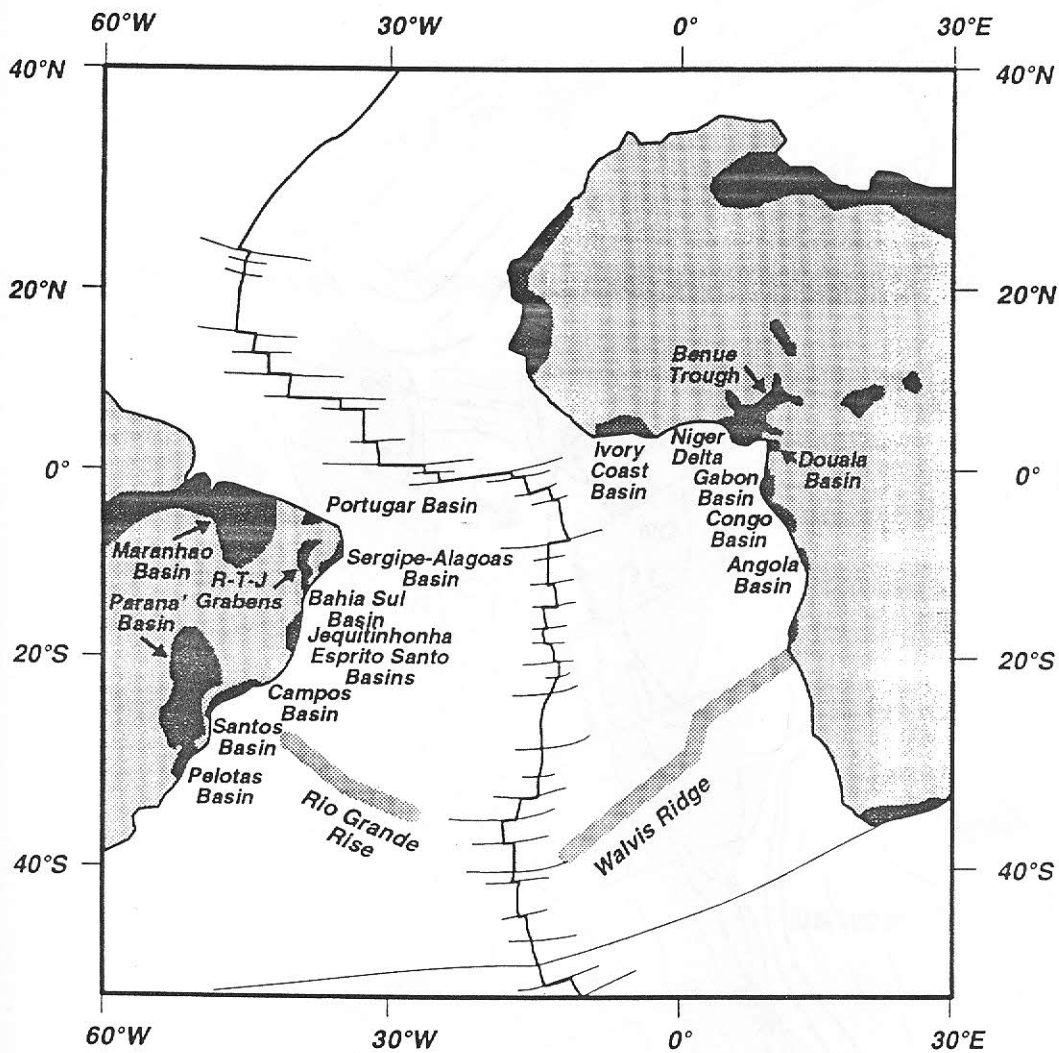 60°W 30°W 0° 30°E
40°N 40°N
20°N 20°N
Benue
Trough
0° 0°
Ivory
Coast
Basin
Niger
Delta
Douala
Basin
Gabon
Basin
Congo
Basin
Angola
Basin
Portugar Basin
Maranhao
Basin
R-T-J
Grabens
Sergipe-Alagoas
Basin
Parana'
Basin
Bahia Sul
Basin
Jequitinhonha
Esprito Santo
Basins
20°S 20°S
Campos
Basin
Santos
Basin
Pelotas
Basin
Rio Grande
Rise
Walvis Ridge
40°S 40°S
60°W 30°W 0° 30°E